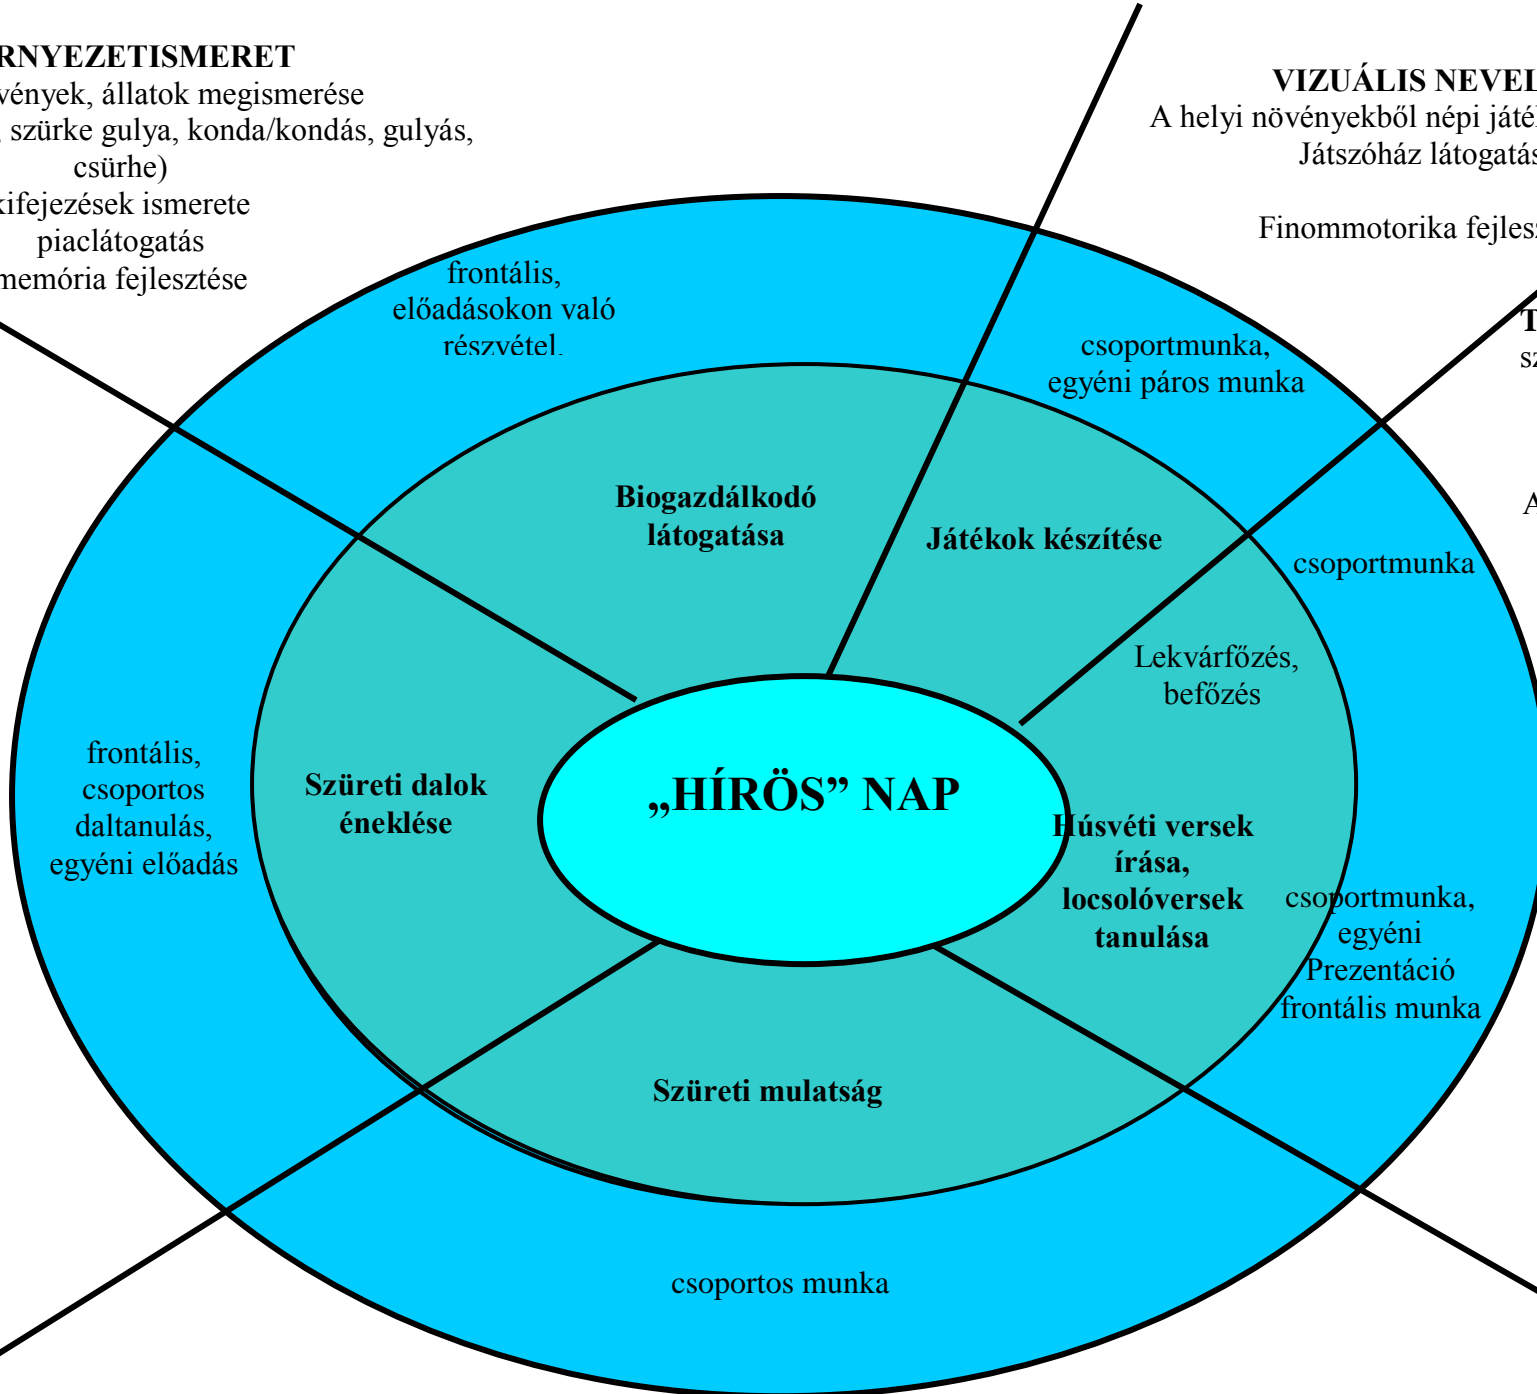 RNYEZETISMERET
vények, állatok megismerése
, szürke gulya, konda/kondás, gulyás,
csürhe)
kifejezések ismerete
piaclátogatás
memória fejlesztése
VIZUÁLIS NEVEL
A helyi növényekből népi játék
Játszóház látogatás
Finommotorika fejlesz
T
sz
A
frontális,
előadásokon való
részvétel.
csoportmunka,
egyéni páros munka
Biogazdálkodó
látogatása
Játékok készítése
csoportmunka
Lekvárfőzés,
befőzés
frontális,
csoportos
daltanulás,
egyéni előadás
Szüreti dalok
éneklése
„HÍRÖS” NAP
Húsvéti versek
írása,
locsolóversek
tanulása
csoportmunka,
egyéni
Prezentáció
frontális munka
Szüreti mulatság
csoportos munka